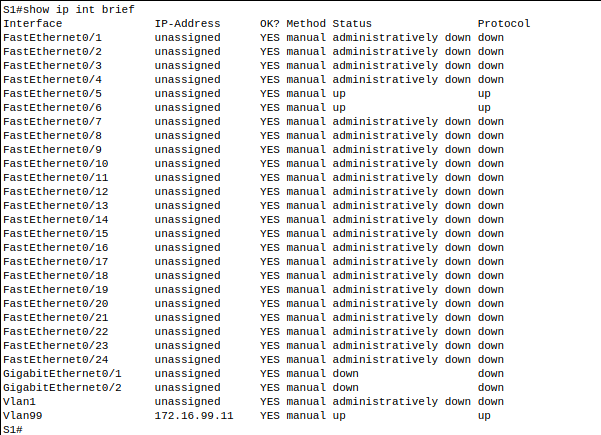 S1#show ip int brief
Interface              IP-Address      OK? Method Status                Protocol
FastEthernet0/1        unassigned      YES manual administratively down down
FastEthernet0/2        unassigned      YES manual administratively down down
FastEthernet0/3        unassigned      YES manual administratively down down
FastEthernet0/4        unassigned      YES manual administratively down down
FastEthernet0/5        unassigned      YES manual up                    up
FastEthernet0/6        unassigned      YES manual up                    up
FastEthernet0/7        unassigned      YES manual administratively down down
FastEthernet0/8        unassigned      YES manual administratively down down
FastEthernet0/9        unassigned      YES manual administratively down down
FastEthernet0/10       unassigned      YES manual administratively down down
FastEthernet0/11       unassigned      YES manual administratively down down
FastEthernet0/12       unassigned      YES manual administratively down down
FastEthernet0/13       unassigned      YES manual administratively down down
FastEthernet0/14       unassigned      YES manual administratively down down
FastEthernet0/15       unassigned      YES manual administratively down down
FastEthernet0/16       unassigned      YES manual administratively down down
FastEthernet0/17       unassigned      YES manual administratively down down
FastEthernet0/18       unassigned      YES manual administratively down down
FastEthernet0/19       unassigned      YES manual administratively down down
FastEthernet0/20       unassigned      YES manual administratively down down
FastEthernet0/21       unassigned      YES manual administratively down down
FastEthernet0/22       unassigned      YES manual administratively down down
FastEthernet0/23       unassigned      YES manual administratively down down
FastEthernet0/24       unassigned      YES manual administratively down down
GigabitEthernet0/1     unassigned      YES manual down                  down
GigabitEthernet0/2     unassigned      YES manual down                  down
Vlan1                  unassigned      YES manual administratively down down
Vlan99                 172.16.99.11    YES manual up                    up
S1#